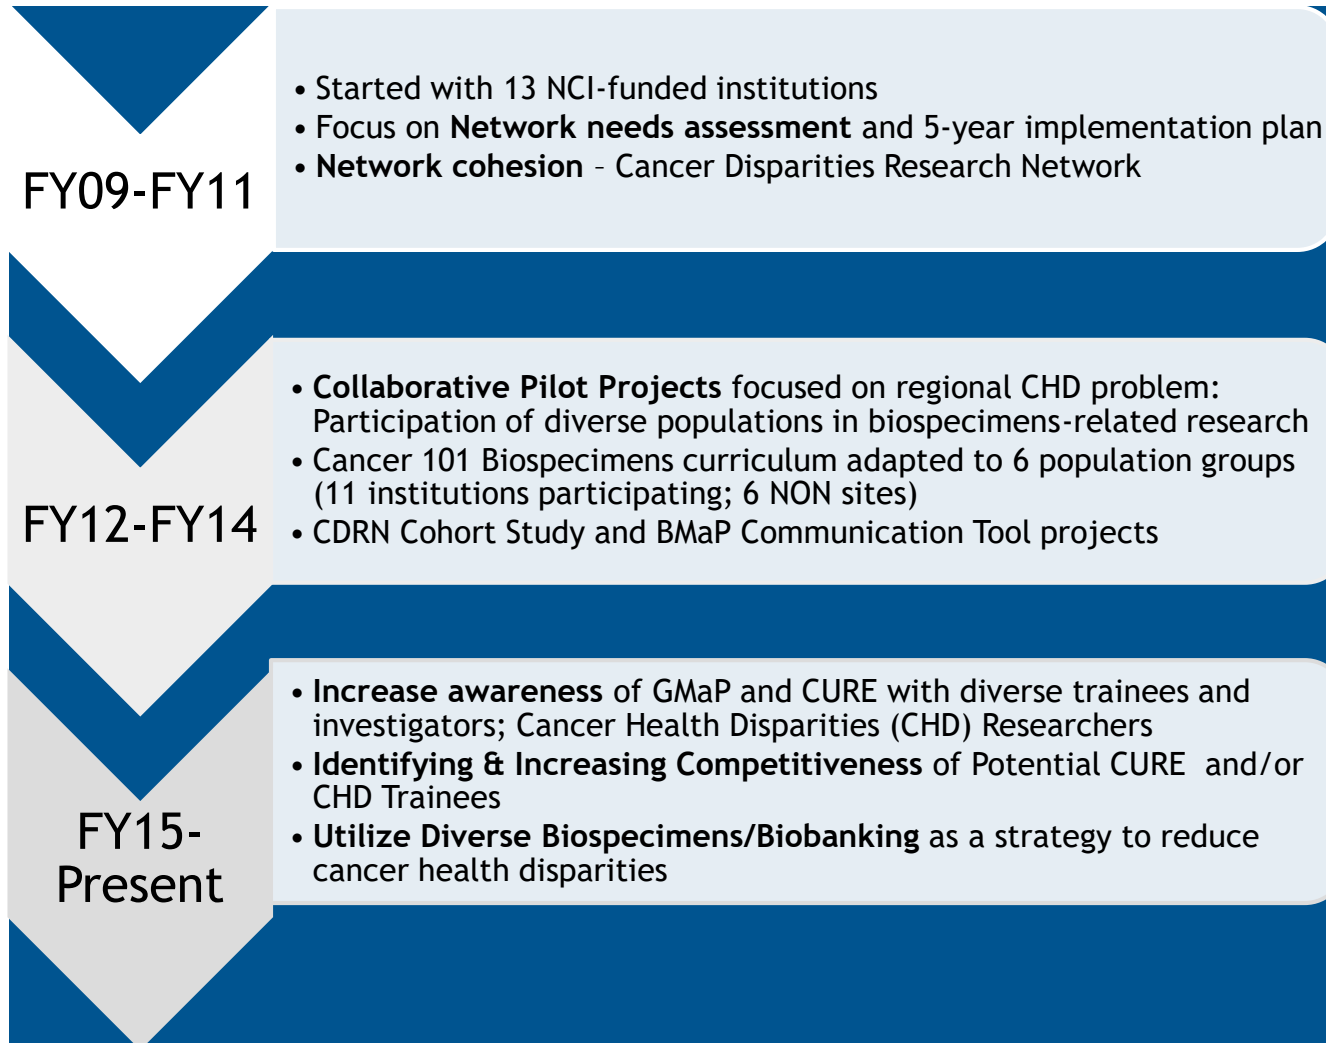 FY09-FY11
• Started with 13 NCI-funded institutions
• Focus on Network needs assessment and 5-year implementation plan
• Network cohesion – Cancer Disparities Research Network
FY12-FY14
• Collaborative Pilot Projects focused on regional CHD problem:
Participation of diverse populations in biospecimens-related research
• Cancer 101 Biospecimens curriculum adapted to 6 population groups
(11 institutions participating; 6 NON sites)
• CDRN Cohort Study and BMaP Communication Tool projects
FY15-
Present
• Increase awareness of GMaP and CURE with diverse trainees and
investigators; Cancer Health Disparities (CHD) Researchers
• Identifying & Increasing Competitiveness of Potential CURE  and/or
CHD Trainees
• Utilize Diverse Biospecimens/Biobanking as a strategy to reduce
cancer health disparities